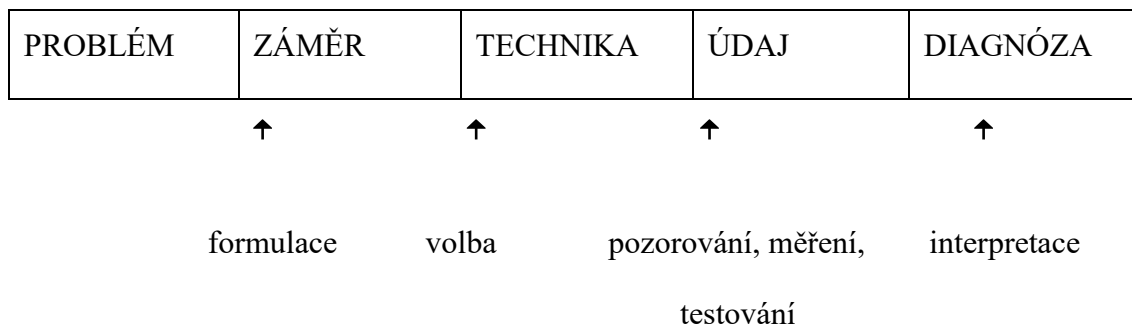 PROBLÉM ZÁMĚR TECHNIKA ÚDAJ DIAGNÓZA
formulace volba pozorování, měření, interpretace
testování